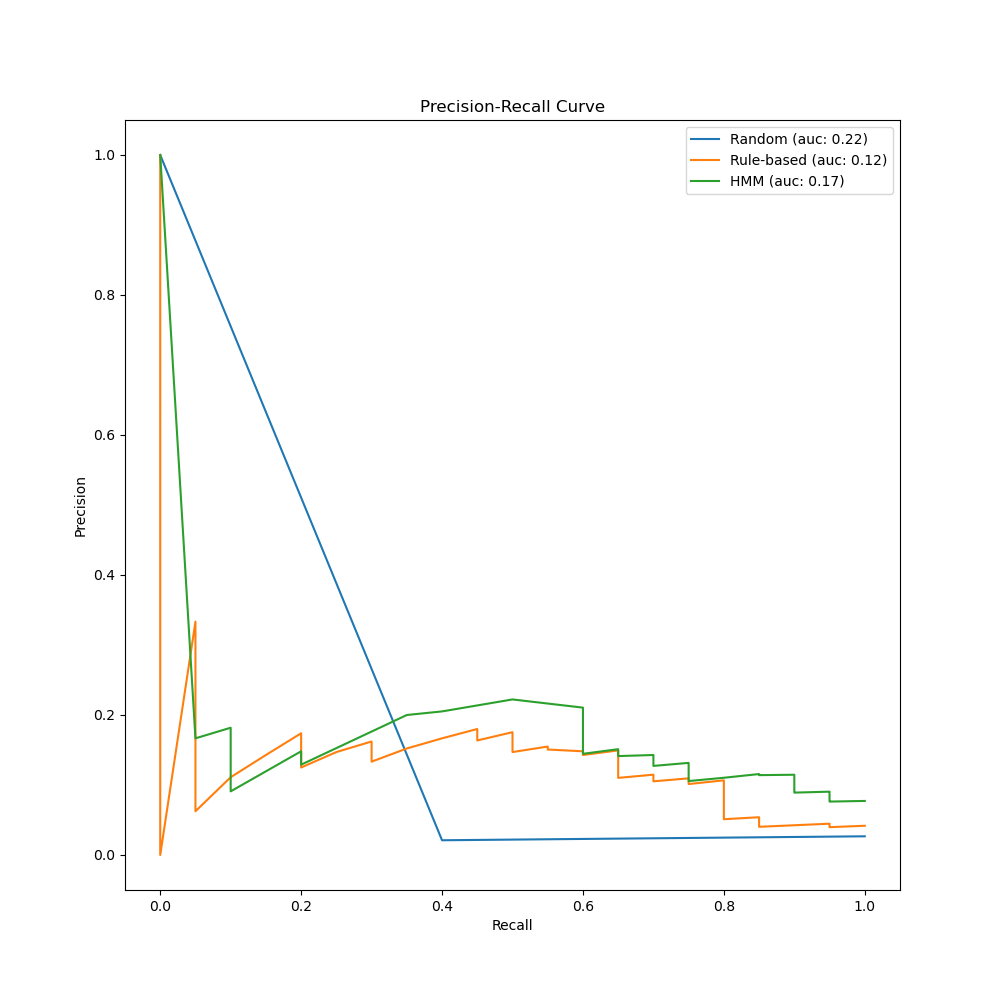 Precision-Recall Curve
Random (auc: 0.22)
Rule-based (auc: 0.12)
HMM (auc: 0.17)
1.0
0.8
0.6
0.4
0.2
0.0
Precision
0.0 0.2 0.4 0.6 0.8 1.0
Recall